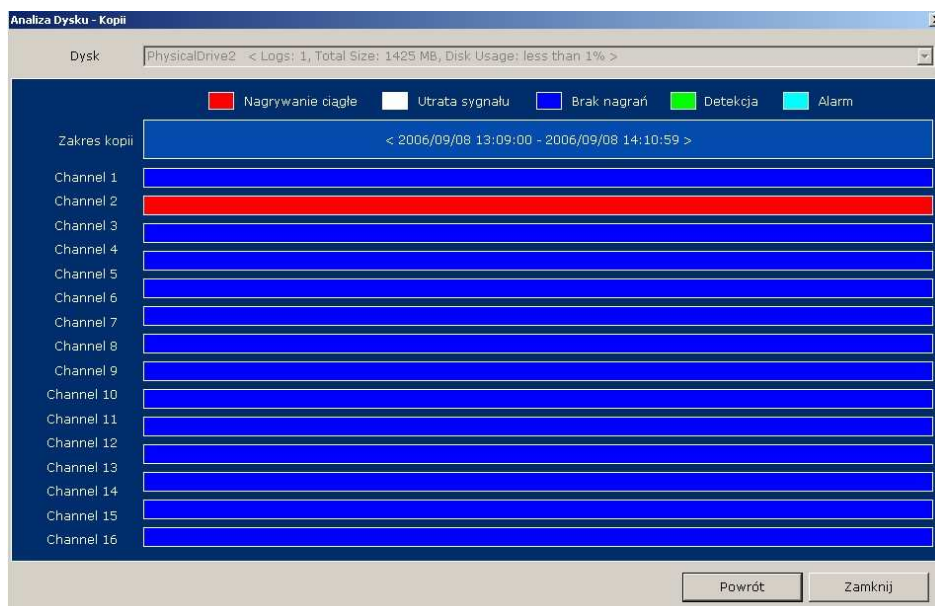 Analiza Dysku - Kopii
Dysk
PhysicalDrive2 < Logs: 1, Total Size: 1425 MB, Disk Usage: less than 1% >
Nagrywanie ciągłe Utrata sygnału Brak nagrań Detekcja Alarm
Zakres kopii
< 2006/09/08 13:09:00 - 2006/09/08 14:10:59 >
Channel 1
Channel 2
Channel 3
Channel 4
Channel 5
Channel 6
Channel 7
Channel 8
Channel 9
Channel 10
Channel 11
Channel 12
Channel 13
Channel 14
Channel 15
Channel 16
Powrót Zamknij